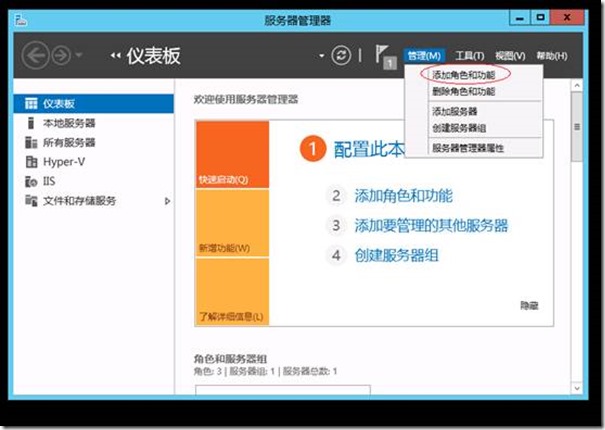 服务器管理器
仪表板
1
管理(M) 工具(T) 视图(V) 帮助(H)
添加角色和功能
删除角色和功能
添加服务器
创建服务器组
服务器管理器属性
仪表板
本地服务器
所有服务器
Hyper-V
IIS
文件和存储服务
欢迎使用服务器管理器
快速启动(Q)
新增功能(W)
了解详细信息(L)
1 配置此本
2 添加角色和功能
3 添加要管理的其他服务器
4 创建服务器组
隐藏
角色和服务器组
角色: 3 | 服务器组: 1 | 服务器总数: 1